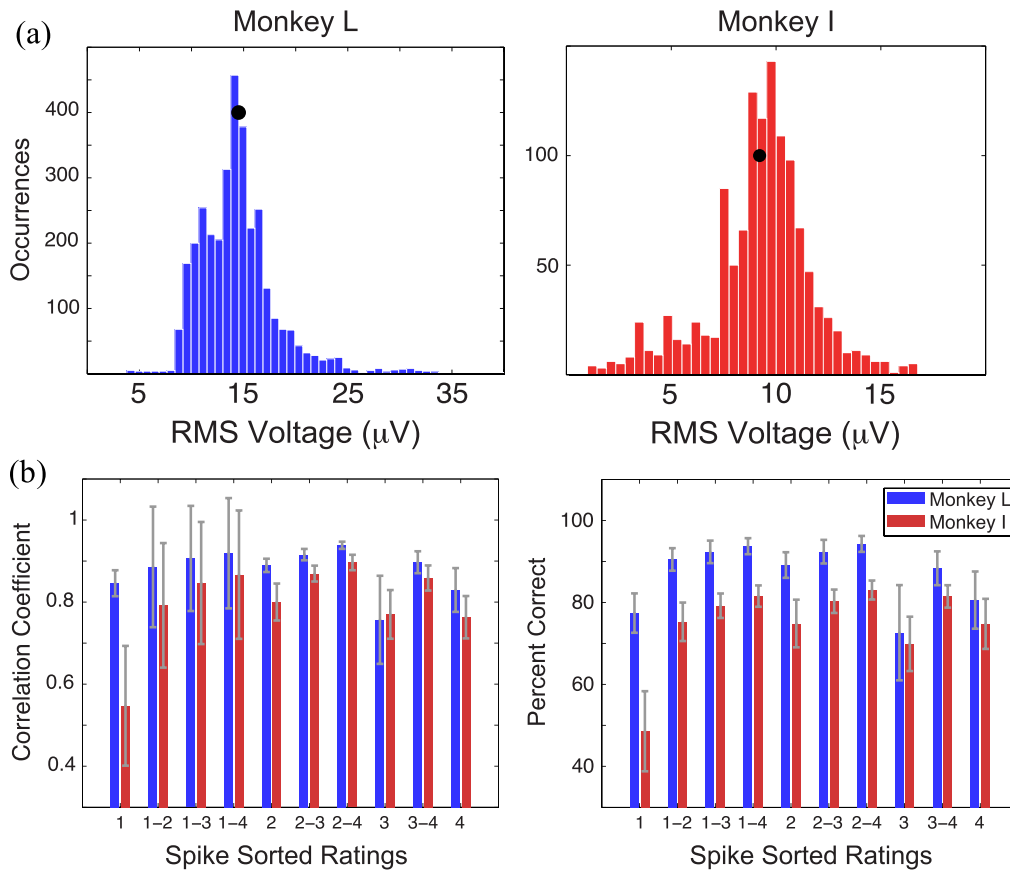 (a)
Monkey L
Monkey I
Occurrences
400
300
200
100
5 15 25 35
RMS Voltage (μV)
100
50
5 10 15
RMS Voltage (μV)
(b)
Correlation Coefficient
1
0.8
0.6
0.4
1 1−2 1−3 1−4 2 2−3 2−4 3 3−4 4
Spike Sorted Ratings
Percent Correct
100
80
60
40
Monkey L
Monkey I
1 1−2 1−3 1−4 2 2−3 2−4 3 3−4 4
Spike Sorted Ratings